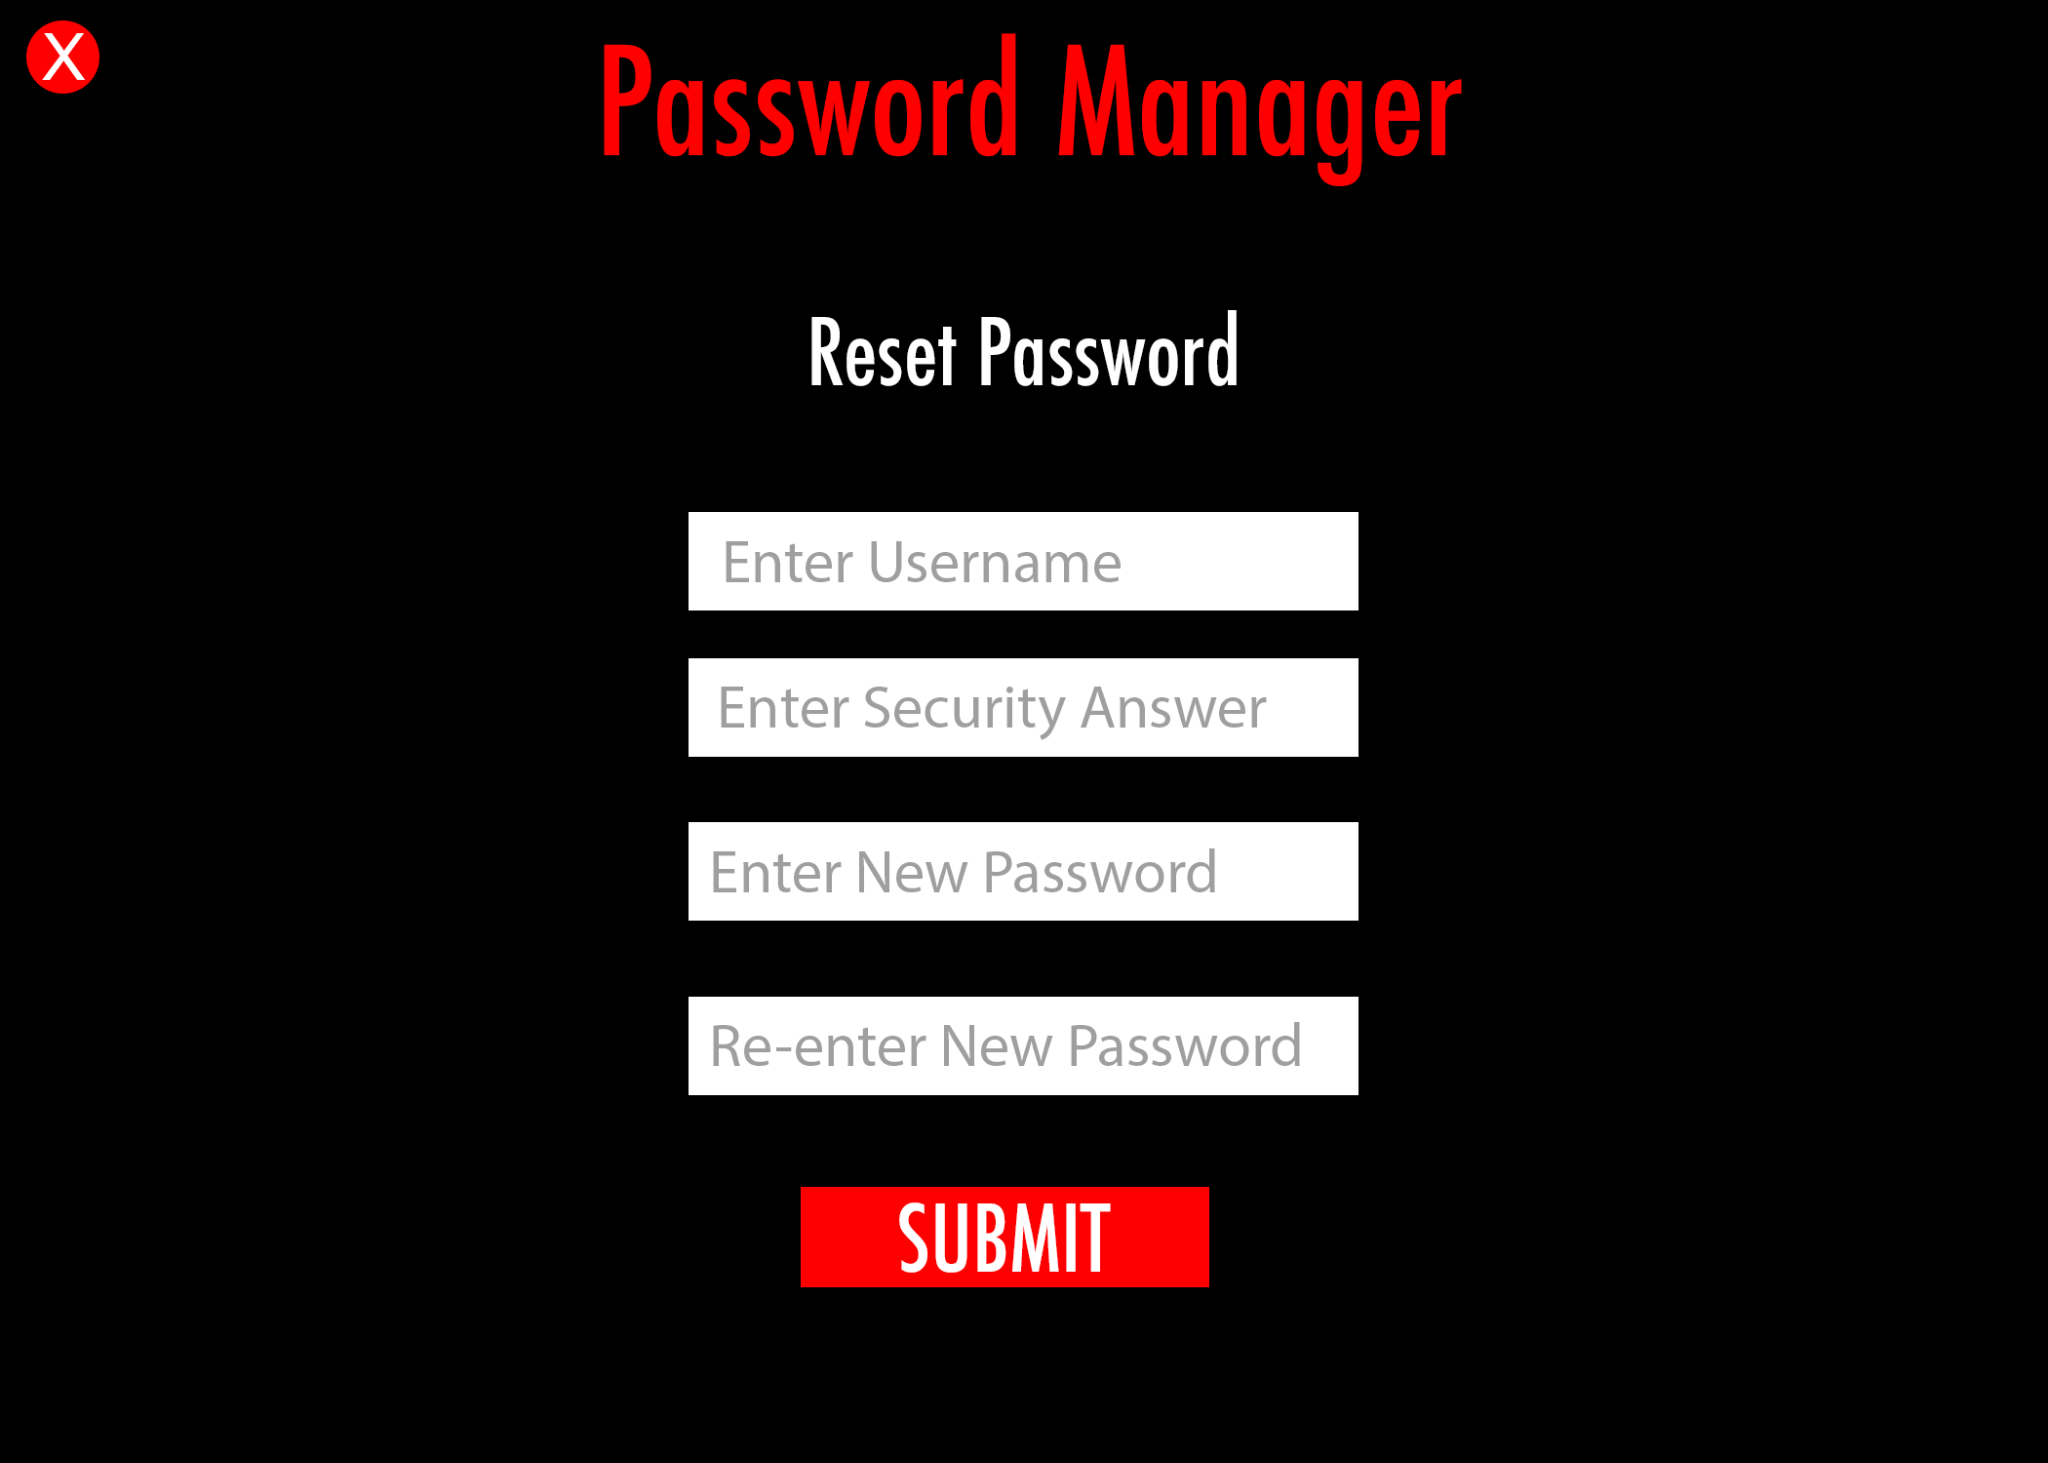 X
Password Manager
Reset Password
Enter Username
Enter Security Answer
Enter New Password
Re-enter New Password
SUBMIT